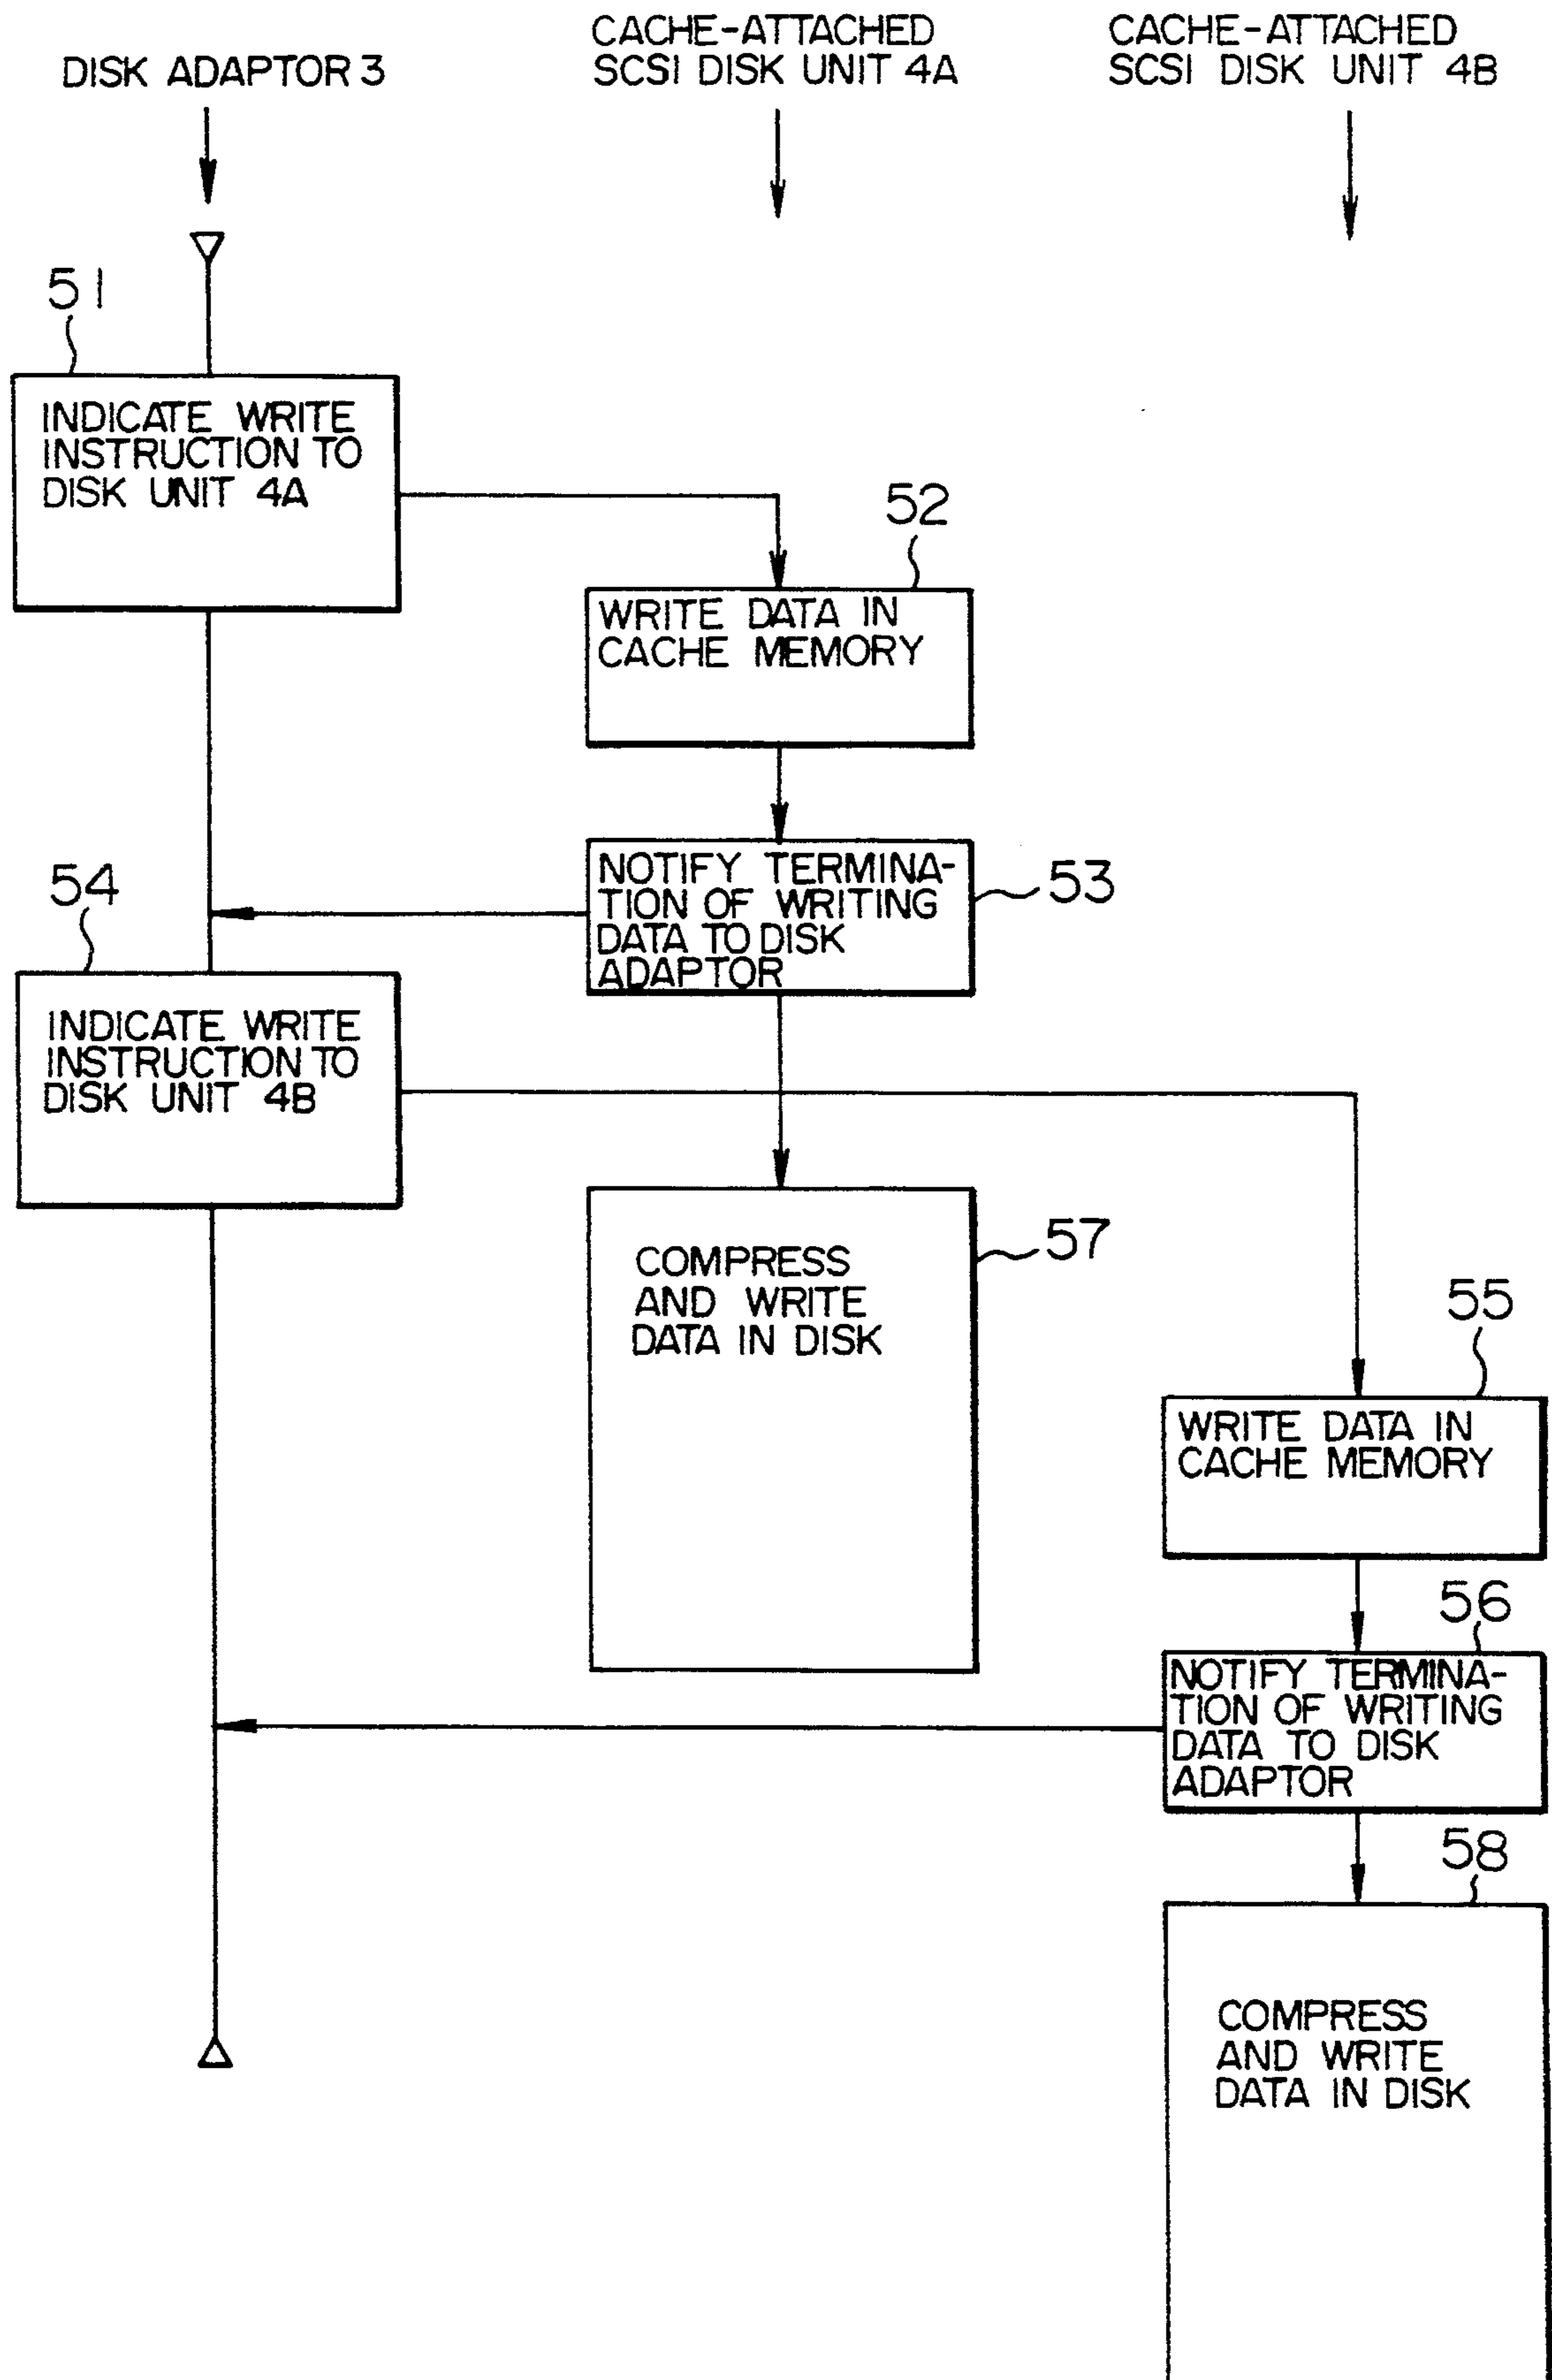 DISK ADAPTOR 3
CACHE-ATTACHED
SCSI DISK UNIT 4A
CACHE-ATTACHED
SCSI DISK UNIT 4B
51
INDICATE WRITE
INSTRUCTION TO
DISK UNIT 4A
52
WRITE DATA IN
CACHE MEMORY
53
NOTIFY TERMINA-
TION OF WRITING
DATA TO DISK
ADAPTOR
54
INDICATE WRITE
INSTRUCTION TO
DISK UNIT 4B
57
COMPRESS
AND WRITE
DATA IN DISK
55
WRITE DATA IN
CACHE MEMORY
56
NOTIFY TERMINA-
TION OF WRITING
DATA TO DISK
ADAPTOR
58
COMPRESS
AND WRITE
DATA IN DISK